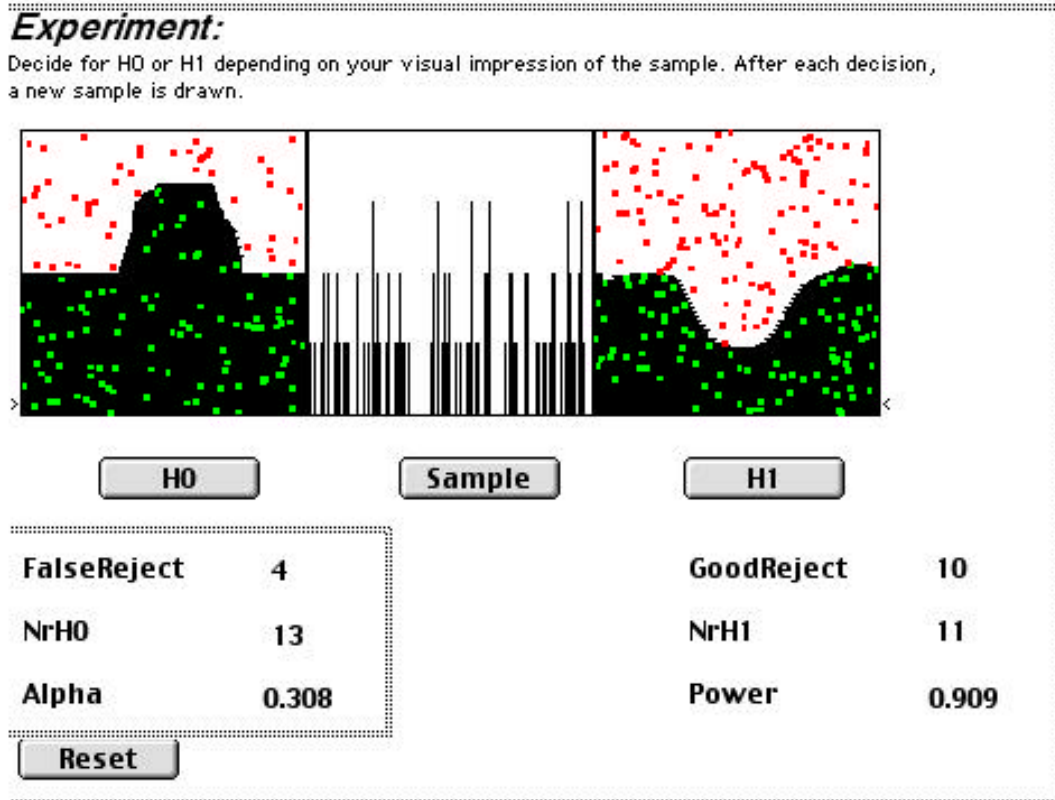 Experiment:
Decide for H0 or H1 depending on your visual impression of the sample. After each decision,
a new sample is drawn.
> <
H0 Sample H1
FalseReject 4 GoodReject 10
NrH0 13 NrH1 11
Alpha 0.308 Power 0.909
Reset